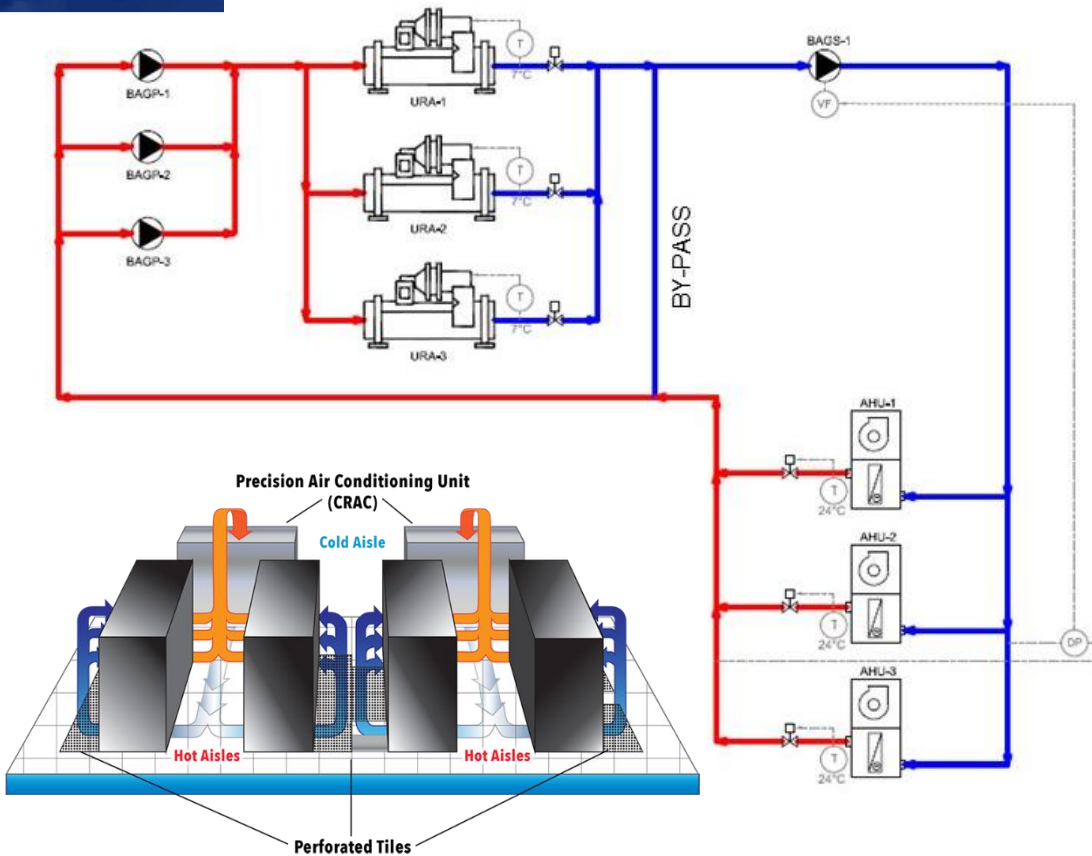 BAGP-1
BAGP-2
BAGP-3
T
7°C
URA-1
T
7°C
URA-2
T
7°C
URA-3
BY-PASS
BAGS-1
VF
AHU-1
T
24°C
AHU-2
T
24°C
DP
AHU-3
T
24°C
Precision Air Conditioning Unit
(CRAC)
Cold Aisle
Hot Aisles
Hot Aisles
Perforated Tiles